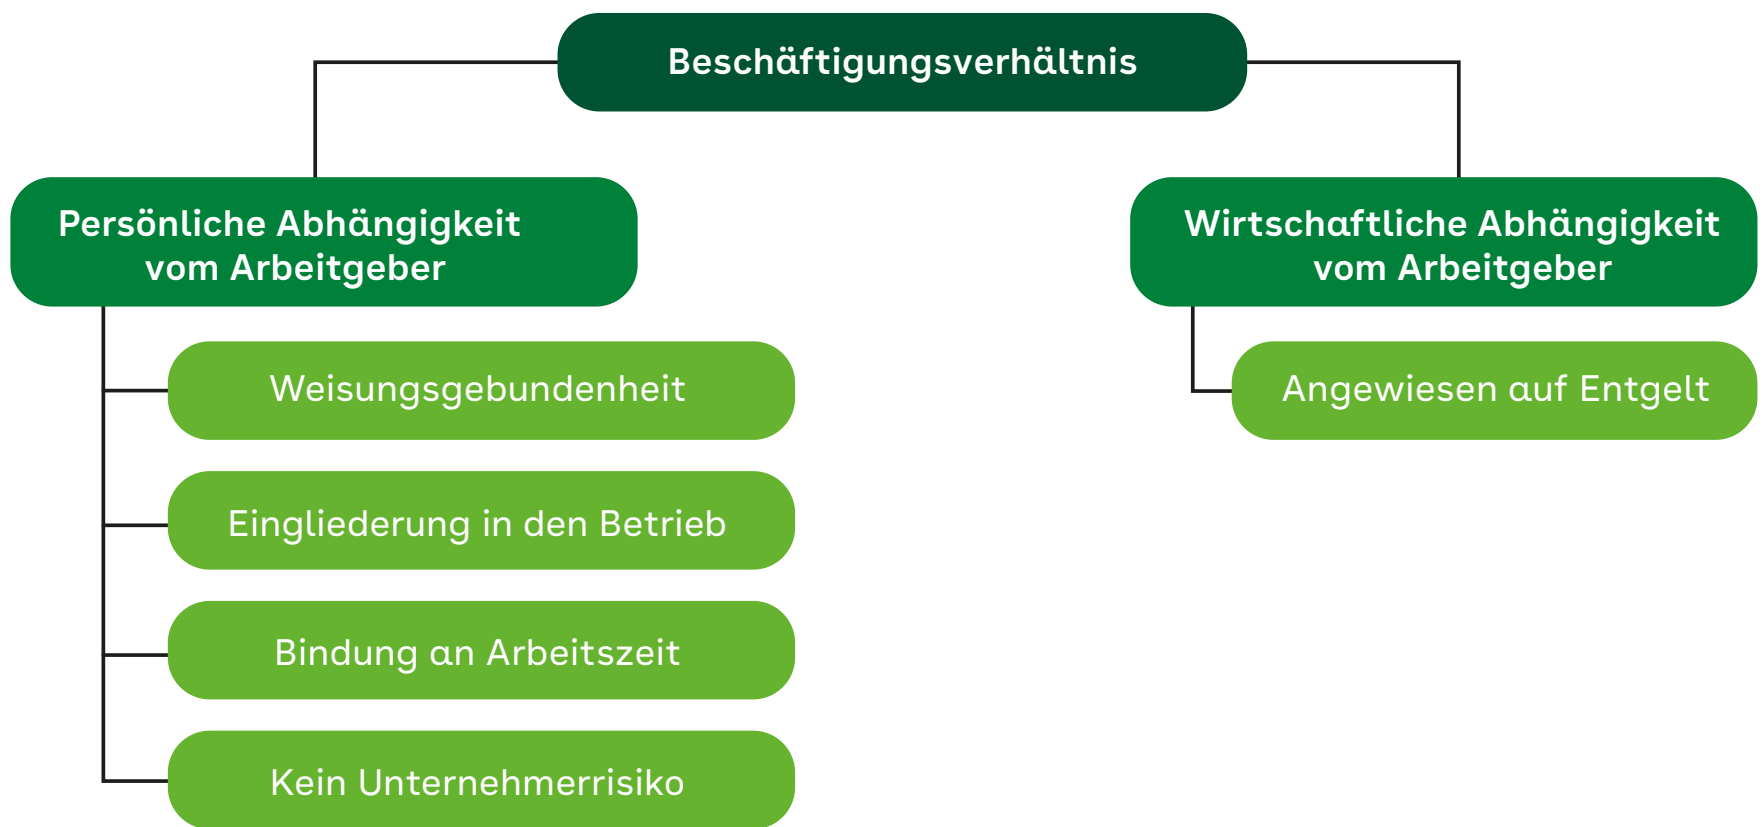 Beschäftigungsverhältnis
Persönliche Abhängigkeit
vom Arbeitgeber
Weisungsgebundenheit
Eingliederung in den Betrieb
Bindung an Arbeitszeit
Kein Unternehmerrisiko
Wirtschaftliche Abhängigkeit
vom Arbeitgeber
Angewiesen auf Entgelt